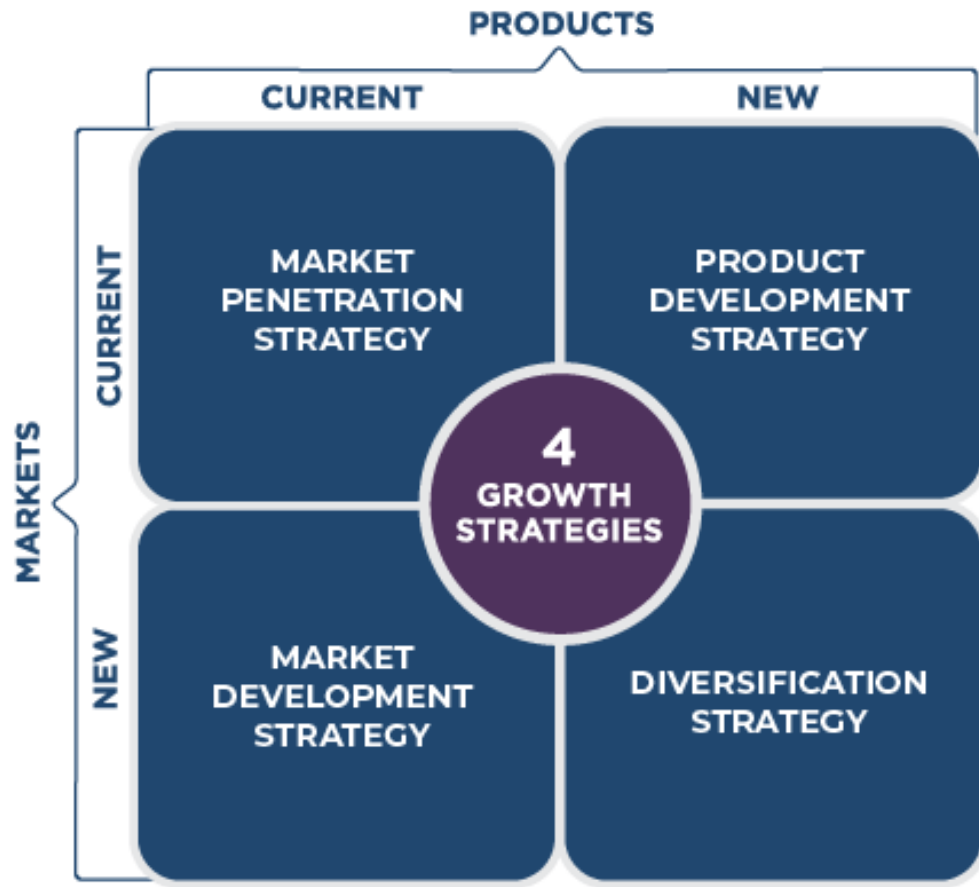 PRODUCTS
CURRENT
NEW
MARKETS
CURRENT
NEW
MARKET
PENETRATION
STRATEGY
PRODUCT
DEVELOPMENT
STRATEGY
4
GROWTH
STRATEGIES
MARKET
DEVELOPMENT
STRATEGY
DIVERSIFICATION
STRATEGY